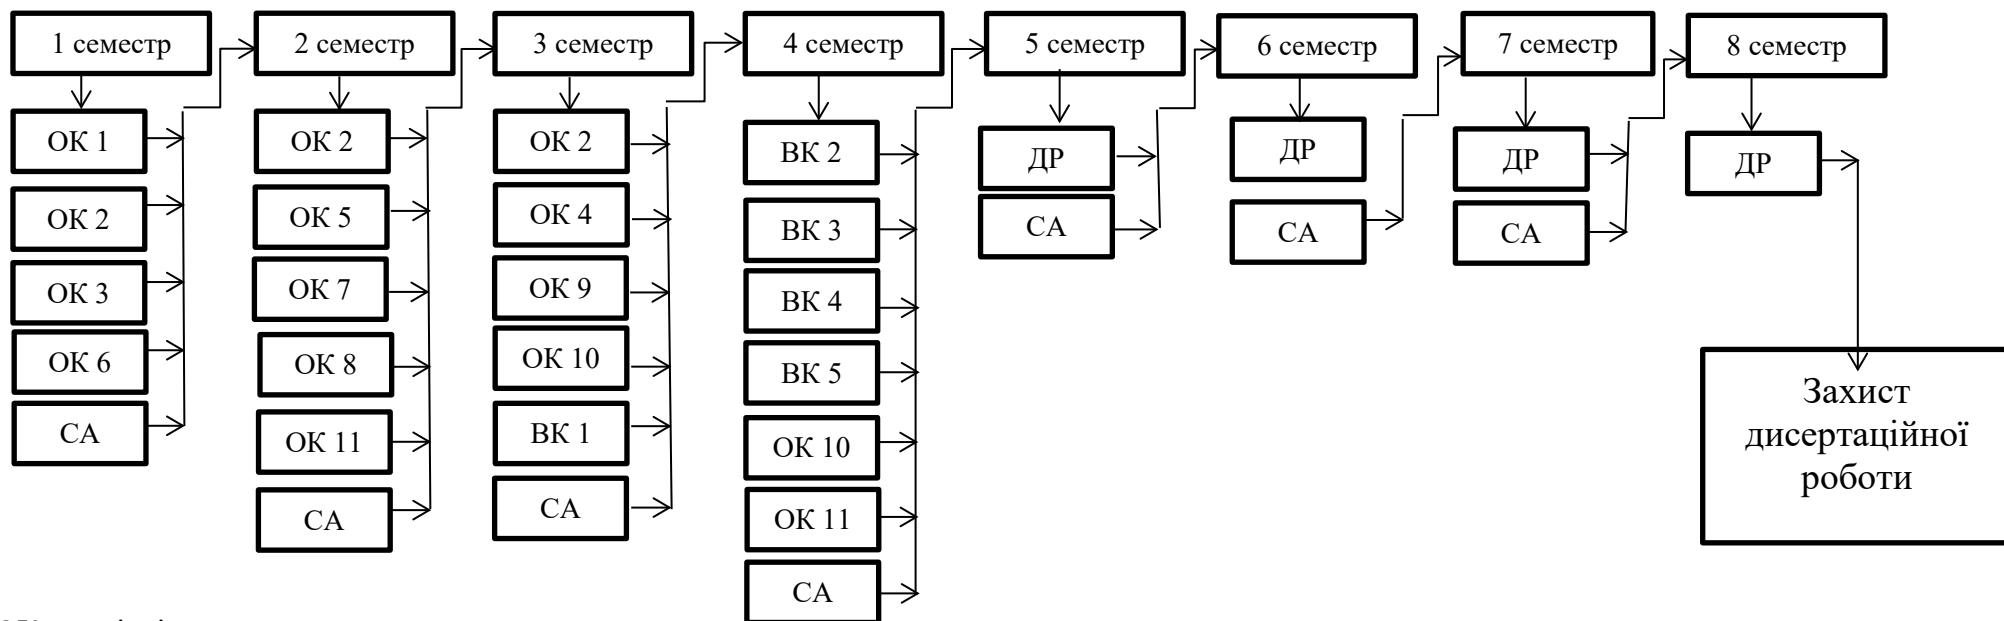 1 семестр
ОК 1
ОК 2
ОК 3
ОК 6
СА
2 семестр
ОК 2
ОК 5
ОК 7
ОК 8
ОК 11
СА
3 семестр
ОК 2
ОК 4
ОК 9
ОК 10
ВК 1
СА
4 семестр
ВК 2
ВК 3
ВК 4
ВК 5
ОК 10
ОК 11
СА
5 семестр
ДР
СА
6 семестр
ДР
СА
7 семестр
ДР
СА
8 семестр
ДР
Захист
дисертаційної
роботи